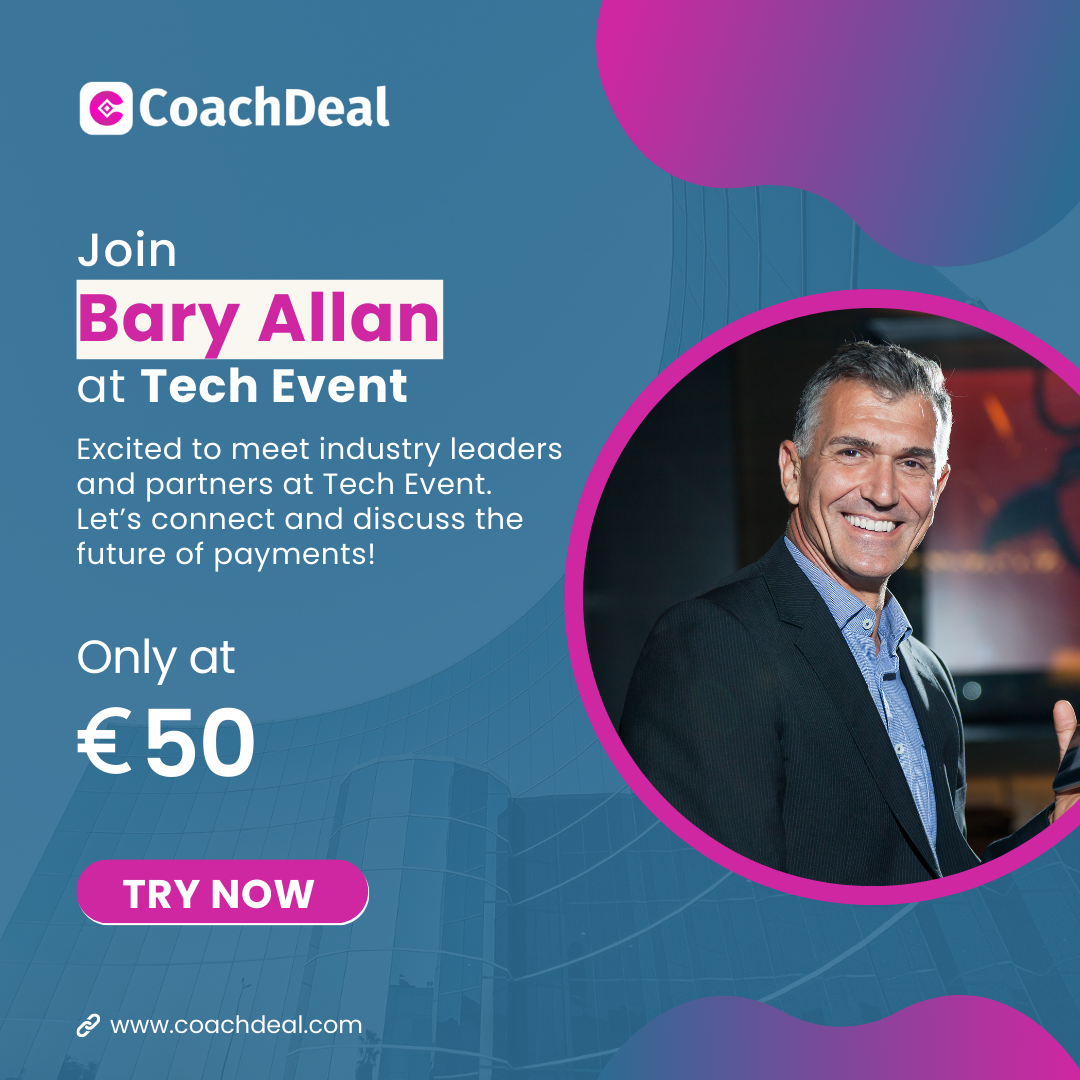 CoachDeal
Join
Bary Allan
at Tech Event
Excited to meet industry leaders
and partners at Tech Event.
Let’s connect and discuss the
future of payments!
Only at
€50
TRY NOW
www.coachdeal.com